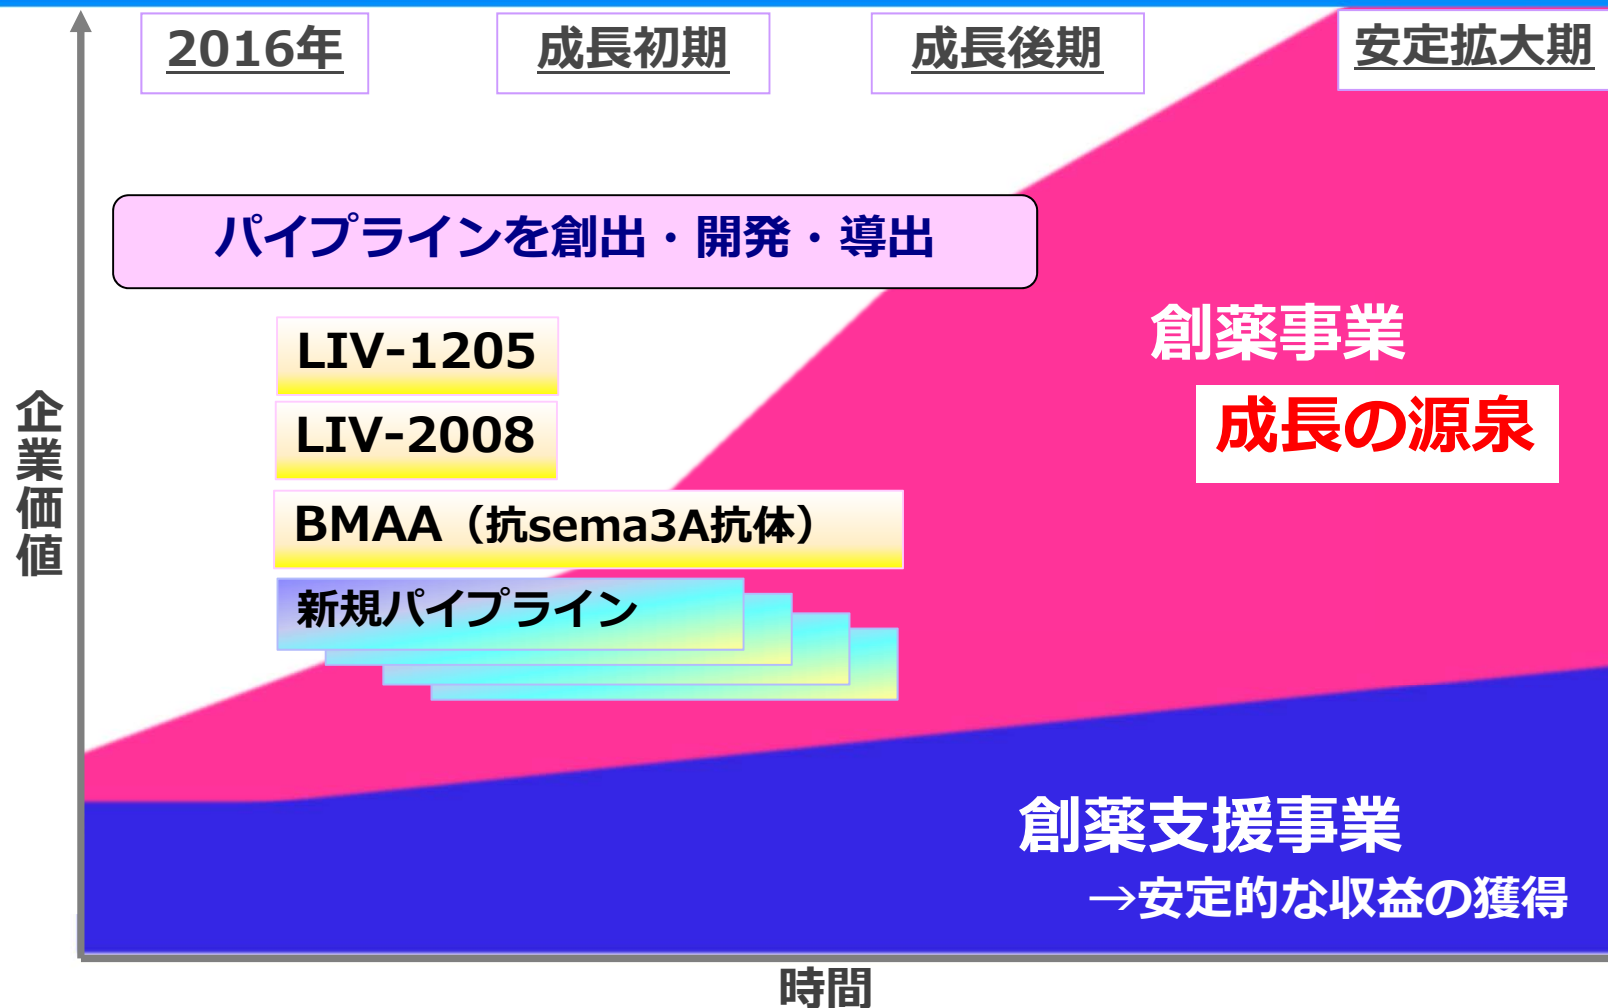 2016年
成長初期
成長後期
安定拡大期
パイプラインを創出・開発・導出
LIV-1205
LIV-2008
BMAA（抗sema3A抗体）
新規パイプライン
創薬事業
成長の源泉
企業価値
創薬支援事業
→安定的な収益の獲得
時間